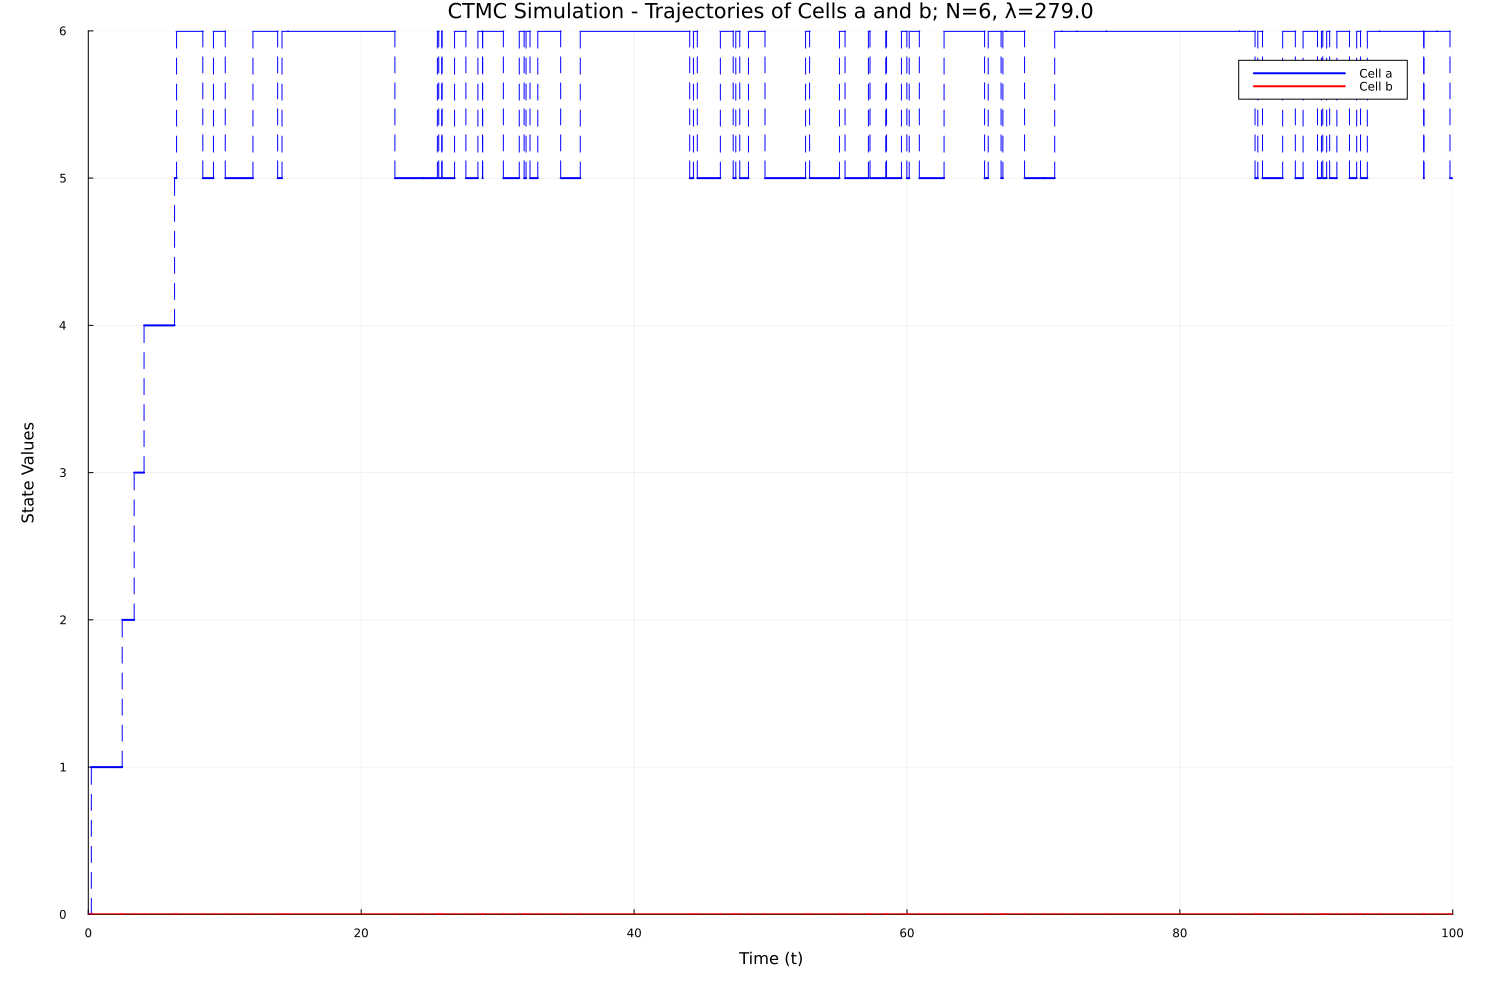 CTMC Simulation - Trajectories of Cells a and b; N=6, λ=279.0
6
Cell a
Cell b
5
4
State Values
3
2
1
0
0 20 40 60 80 100
Time (t)